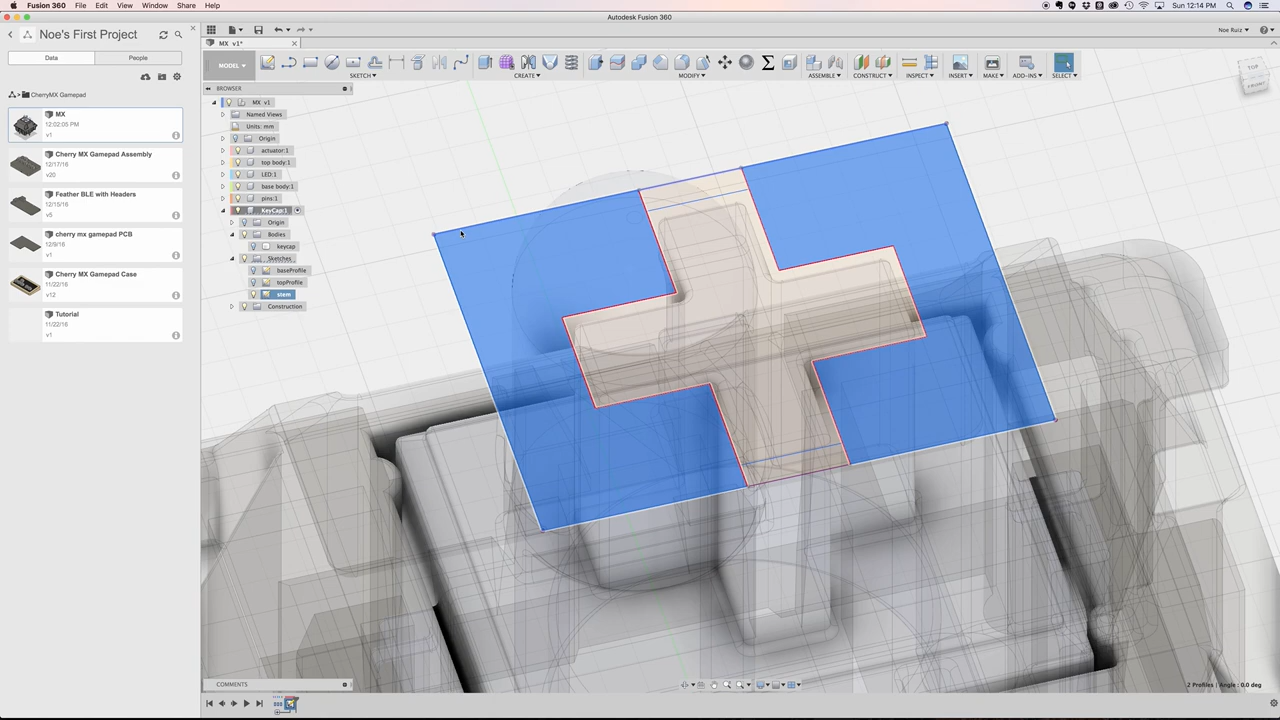 Fusion 360 File Edit View Window Share Help
Sun 12:14 PM
Autodesk Fusion 360
Noe's First Project
Noe Ruiz
MX v1*
Data People
MODEL
SKETCH CREATE MODIFY ASSEMBLE CONSTRUCT INSPECT INSERT MAKE ADD-INS SELECT
TOP
FRONT
BROWSER
CherryMX Gamepad
MX v1
MX
12:02:05 PM
v1
Named Views
Units: mm
Origin
Cherry MX Gamepad Assembly
12/17/16
v20
actuator:1
top body:1
LED:1
base body:1
pins:1
KeyCap:1
Feather BLE with Headers
12/15/16
v5
Origin
Bodies
keycap
Sketches
baseProfile
topProfile
stem
Construction
cherry mx gamepad PCB
12/9/16
v1
Cherry MX Gamepad Case
11/22/16
v12
Tutorial
11/22/16
v1
COMMENTS
2 Profiles | Angle : 0.0 deg